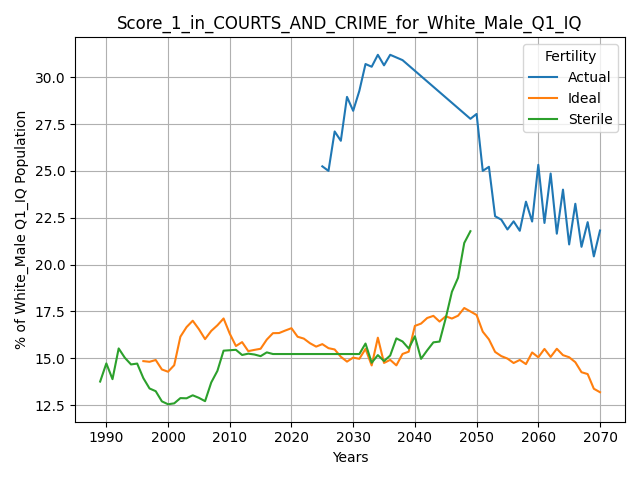 Score_1_in_COURTS_AND_CRIME_for_White_Male_Q1_IQ
Fertility
Actual
Ideal
Sterile
% of White_Male Q1_IQ Population
30.0
27.5
25.0
22.5
20.0
17.5
15.0
12.5
1990 2000 2010 2020 2030 2040 2050 2060 2070
Years